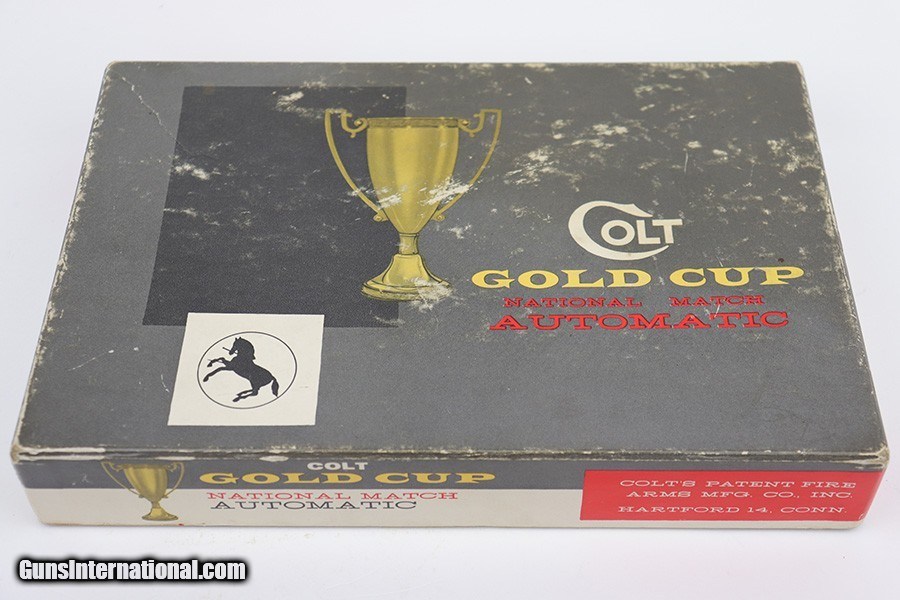 COLT
GOLD CUP
NATIONAL MATCH
AUTOMATIC
COLT
GOLD CUP
NATIONAL MATCH
AUTOMATIC
COLT'S PATENT FIRE
ARMS MFG. CO., INC.
HARTFORD 14, CONN.
GunsInternational.com